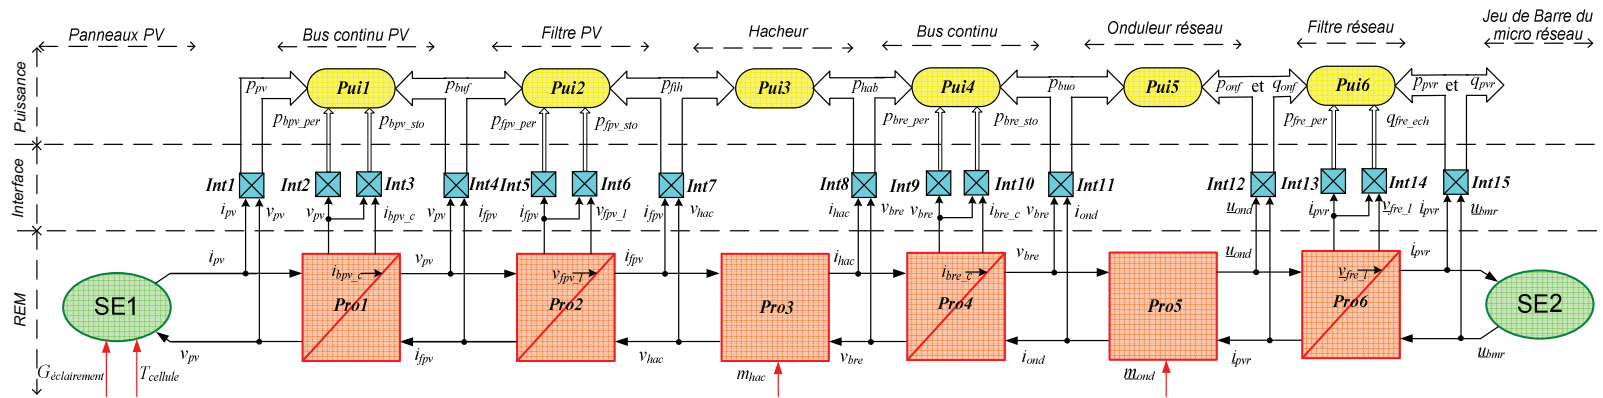 Panneaux PV
Bus continu PV
Filtre PV
Hacheur
Bus continu
Onduleur réseau
Filtre réseau
Jeu de Barre du
micro réseau
Puissance
p_pv
Pui1
p_buf
Pui2
p_fih
Pui3
p_hab
Pui4
p_buo
Pui5
p_onf et q_onf
Pui6
p_pvr et q_pvr
p_bpv_per
p_bpv_sto
p_fpv_per
p_fpv_sto
p_bre_per
p_bre_sto
p_fre_per
q_fre_ech
Interface
Int1
Int2
Int3
Int4
Int5
Int6
Int7
Int8
Int9
Int10
Int11
Int12
Int13
Int14
Int15
i_pv
v_pv
v_pv
i_bpv_c
v_pv
i_fpv
i_fpv
v_fpv_l
i_fpv
v_hac
i_hac
v_bre
v_bre
i_bre_c
v_bre
i_ond
u_ond
i_pvr
v_fre_l
i_pvr
u_bmr
REM
SE1
i_pv
i_bpv_c
Pro1
v_pv
v_fpv_l
Pro2
i_fpv
Pro3
i_hac
i_bre_c
Pro4
v_bre
Pro5
u_ond
v_fre_l
Pro6
i_pvr
SE2
v_pv
i_fpv
v_hac
v_bre
i_ond
i_pvr
u_bmr
G_éclairement
T_cellule
m_hac
m_ond